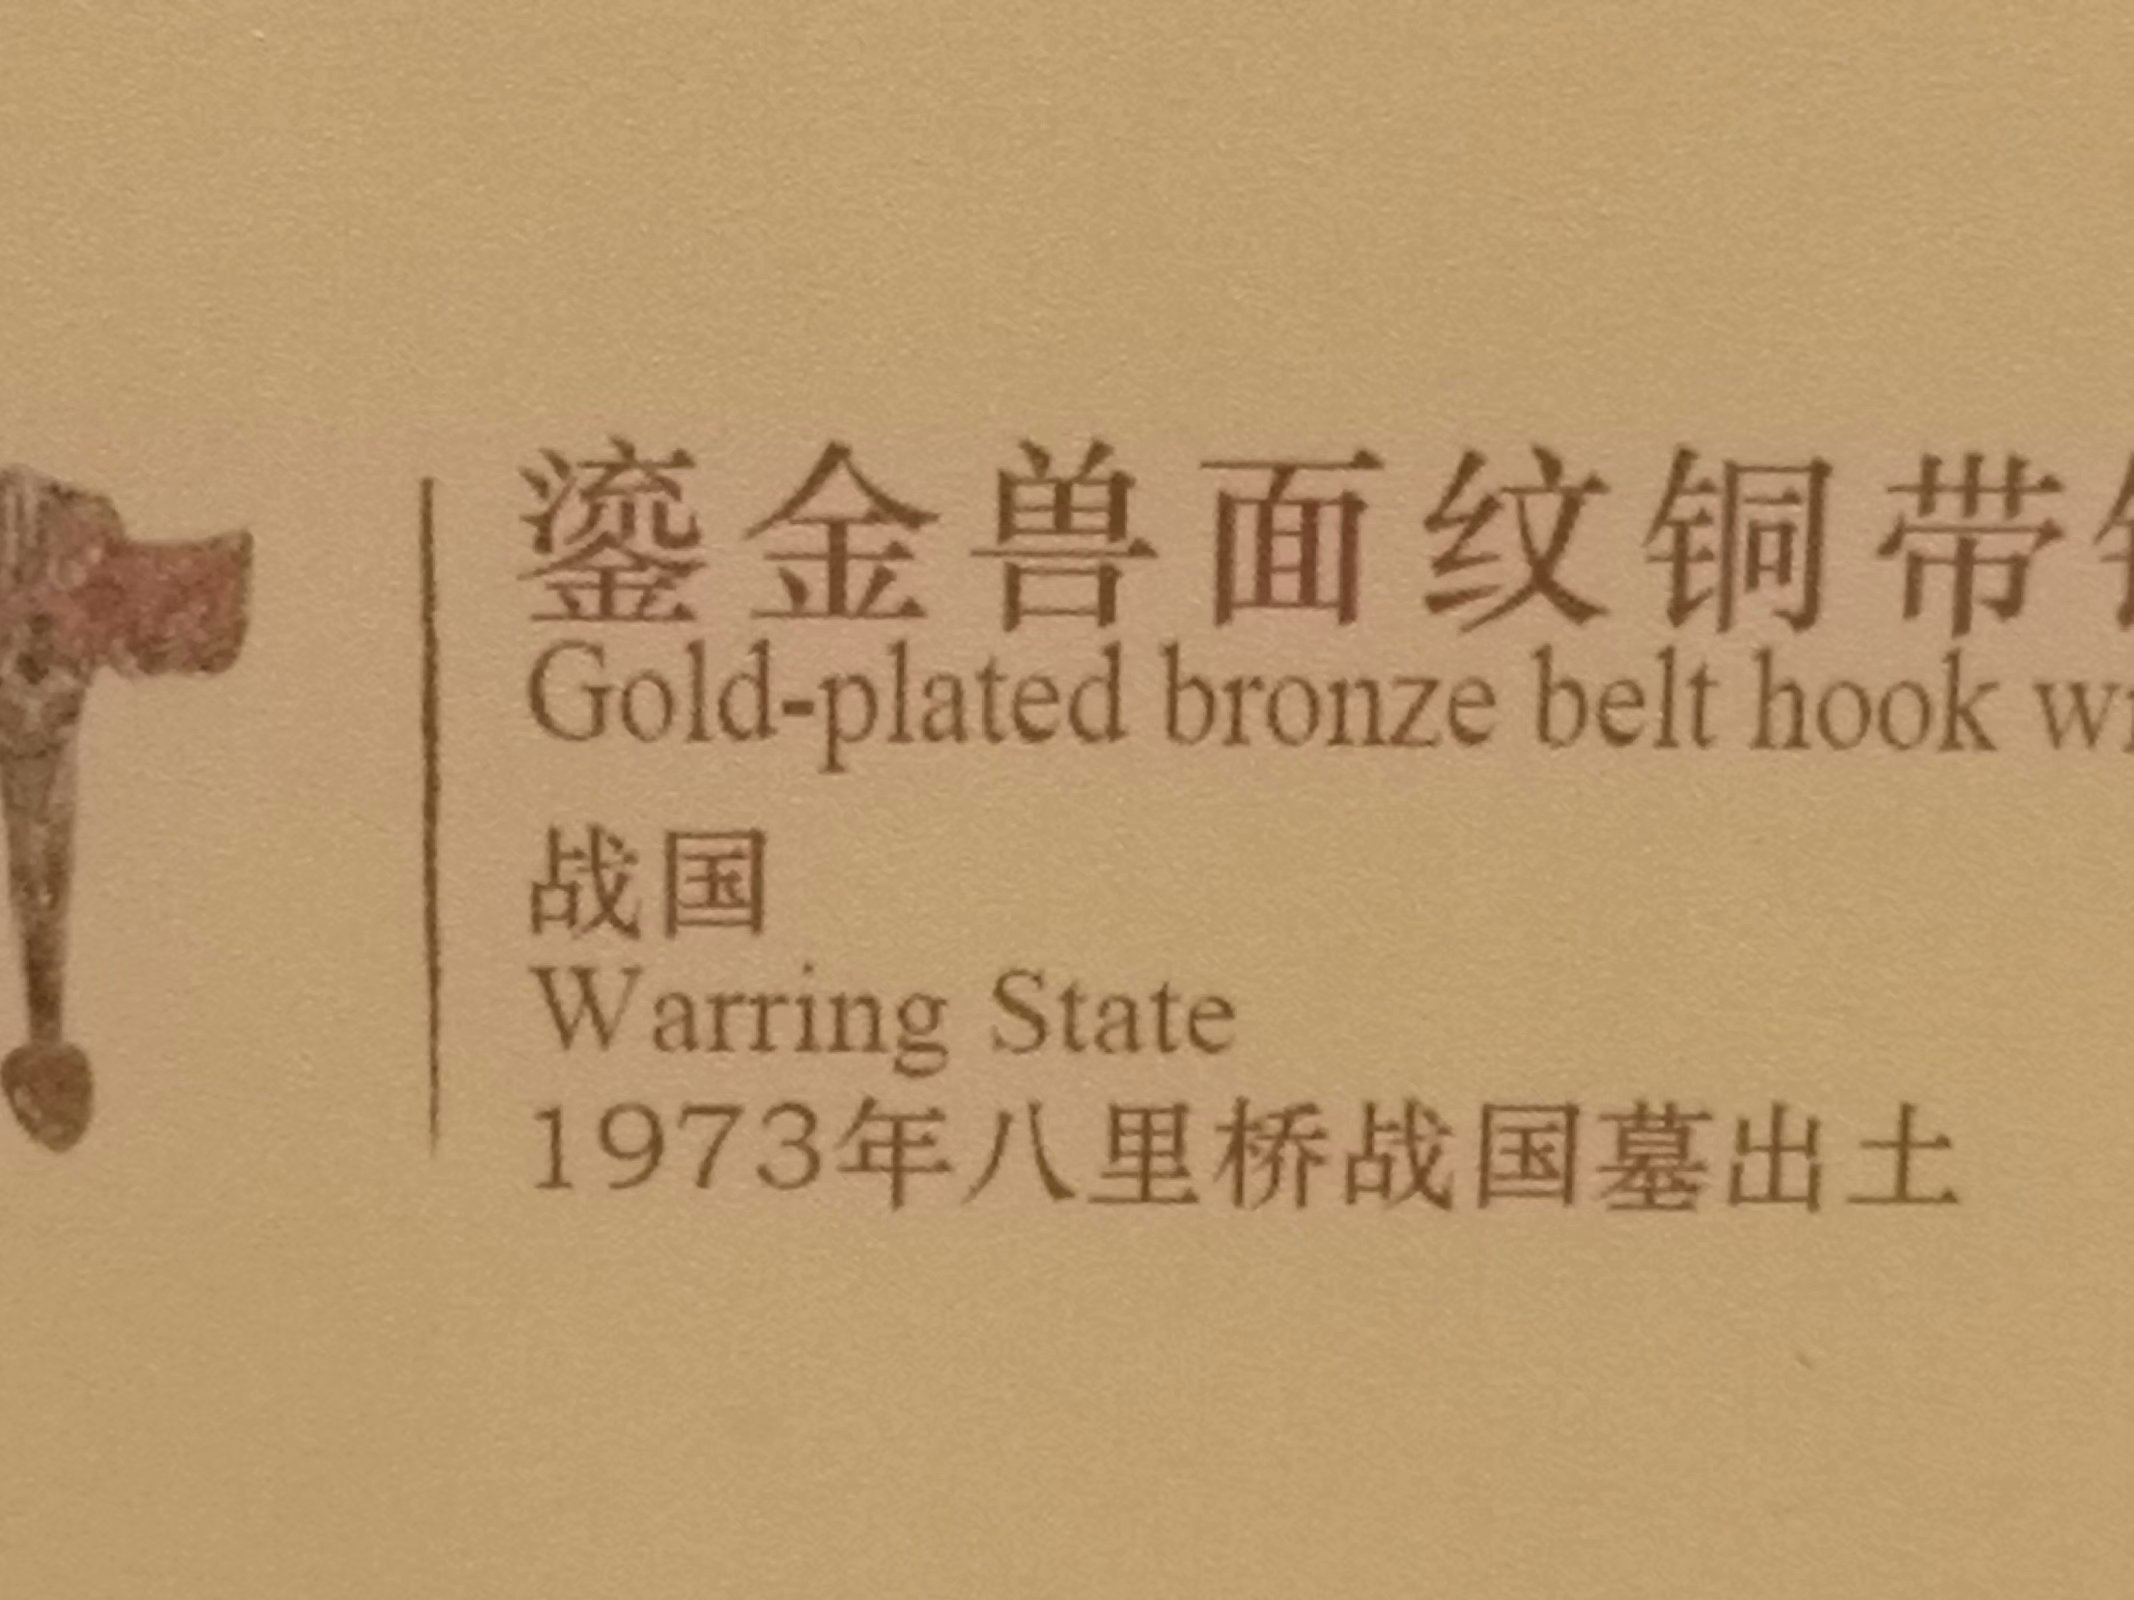 鎏金兽面纹铜带
Gold-plated bronze belt hook
战国
Warring State
1973年八里桥战国墓出土